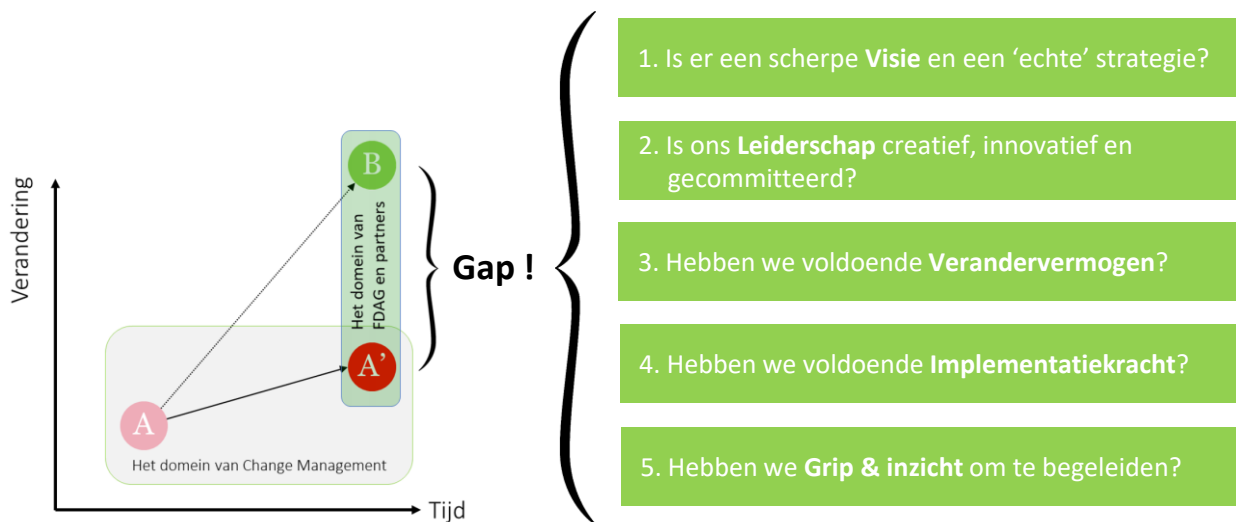 Verandering
B
Het domein van
FDAG en partners
A’
A
Het domein van Change Management
Tijd
Gap !
1. Is er een scherpe Visie en een ‘echte’ strategie?
2. Is ons Leiderschap creatief, innovatief en
gecommitteerd?
3. Hebben we voldoende Verandervermogen?
4. Hebben we voldoende Implementatiekracht?
5. Hebben we Grip & inzicht om te begeleiden?